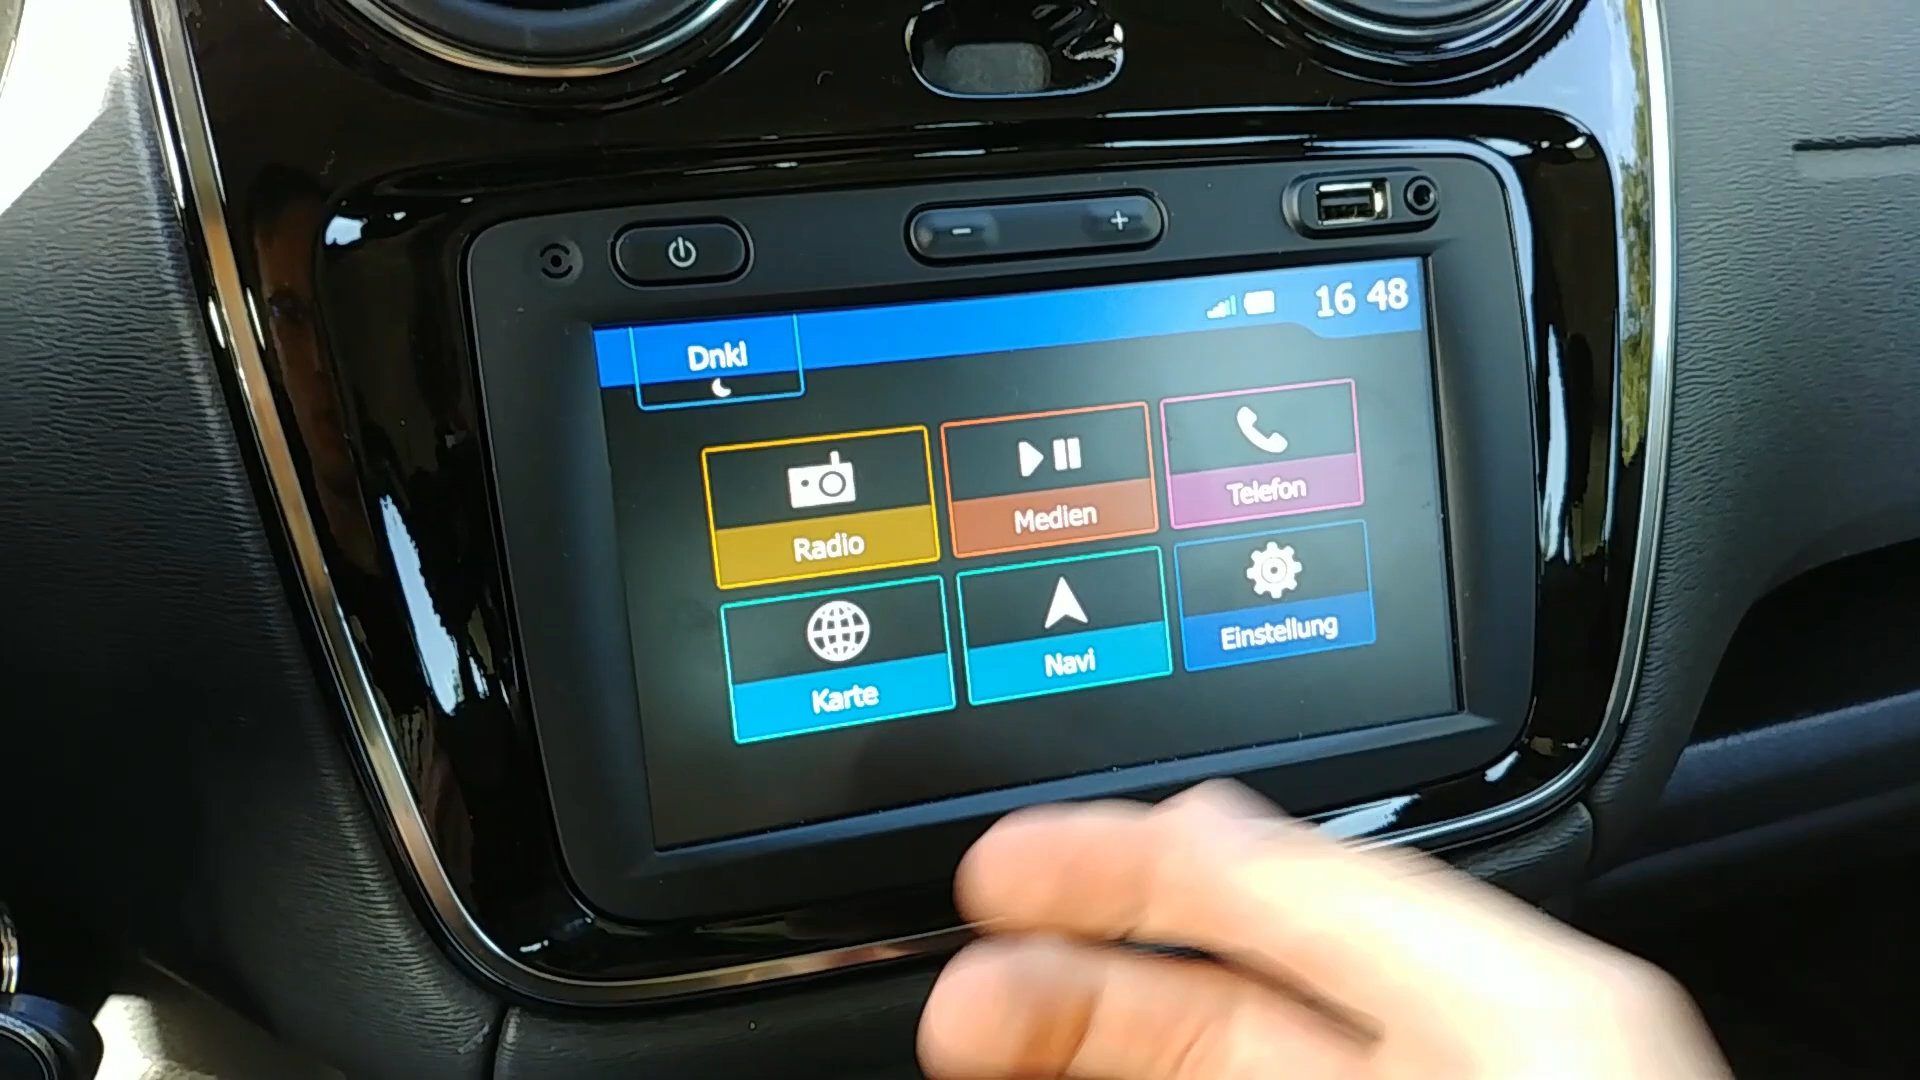 16 48
Dnkl
Radio
Medien
Telefon
Karte
Navi
Einstellung